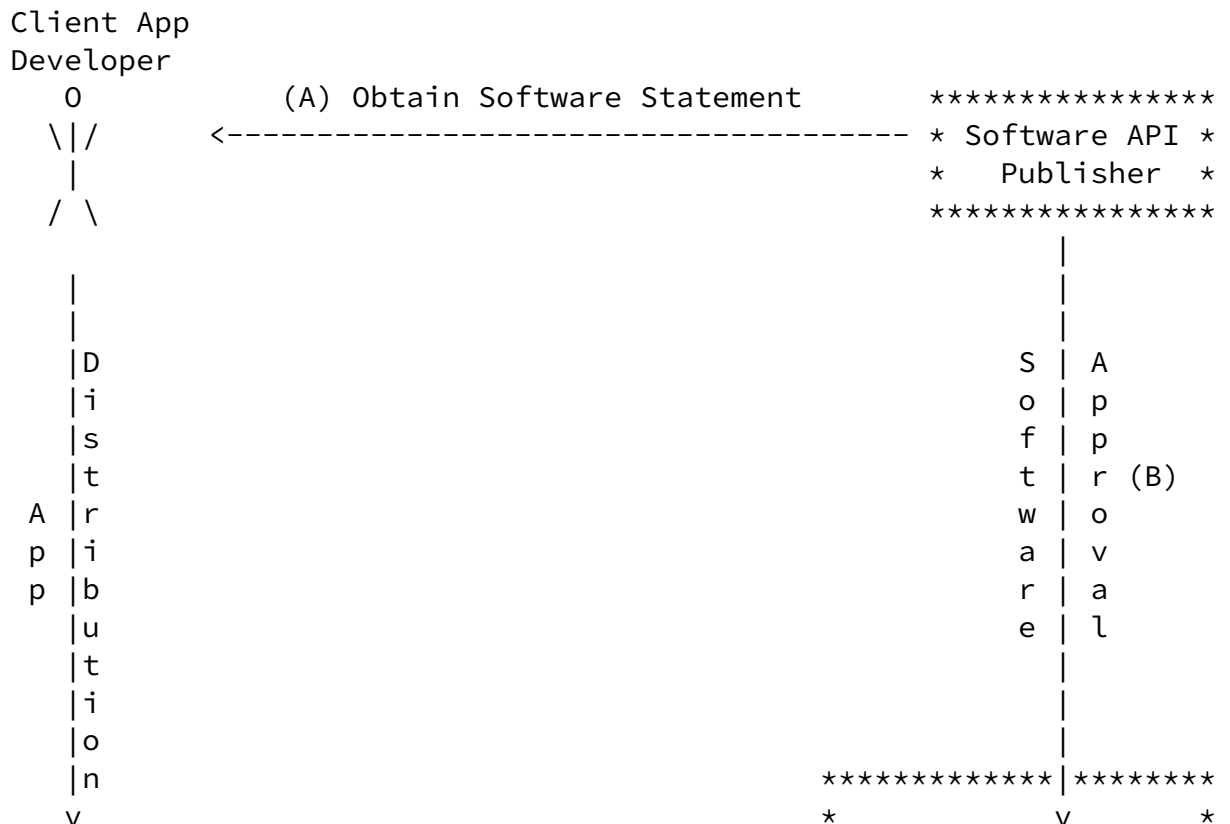 Client App
Developer
O (A) Obtain Software Statement ****************
\|/ <-------------------------------------- * Software API *
| * Publisher *
/ \ ****************
|
| |
| |
|D S | A
|i o | p
|s f | p
|t t | r (B)
A |r w | o
p |i a | v
p |b r | a
|u e | l
|t |
|i |
|o |
|n *************|********
v * v *